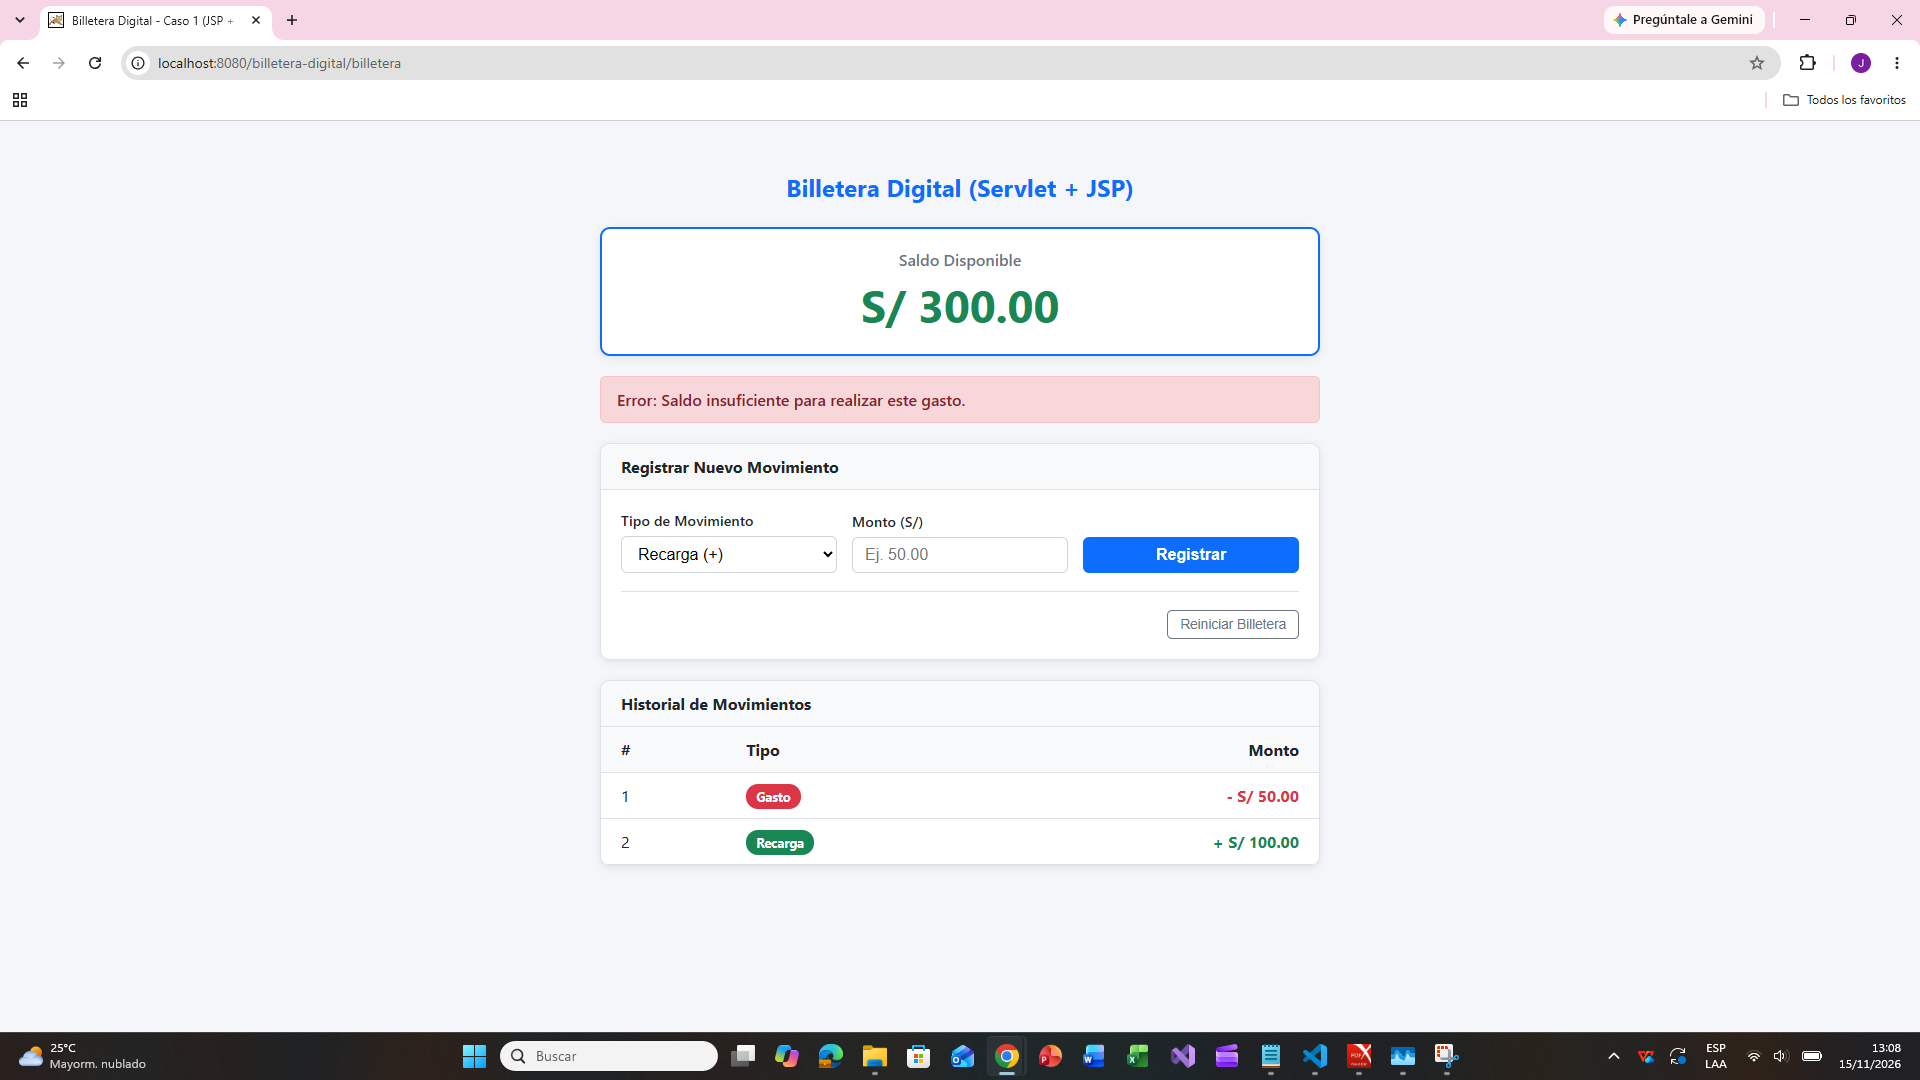 Billetera Digital - Caso 1 (JSP +
Pregúntale a Gemini
localhost:8080/billetera-digital/billetera
J
Todos los favoritos
Billetera Digital (Servlet + JSP)
Saldo Disponible
S/ 300.00
Error: Saldo insuficiente para realizar este gasto.
Registrar Nuevo Movimiento
Tipo de Movimiento
Monto (S/)
Recarga (+)
Ej. 50.00
Registrar
Reiniciar Billetera
Historial de Movimientos
# Tipo Monto
1 Gasto - S/ 50.00
2 Recarga + S/ 100.00
25°C
Mayorm. nublado
Buscar
ESP
LAA
13:08
15/11/2026